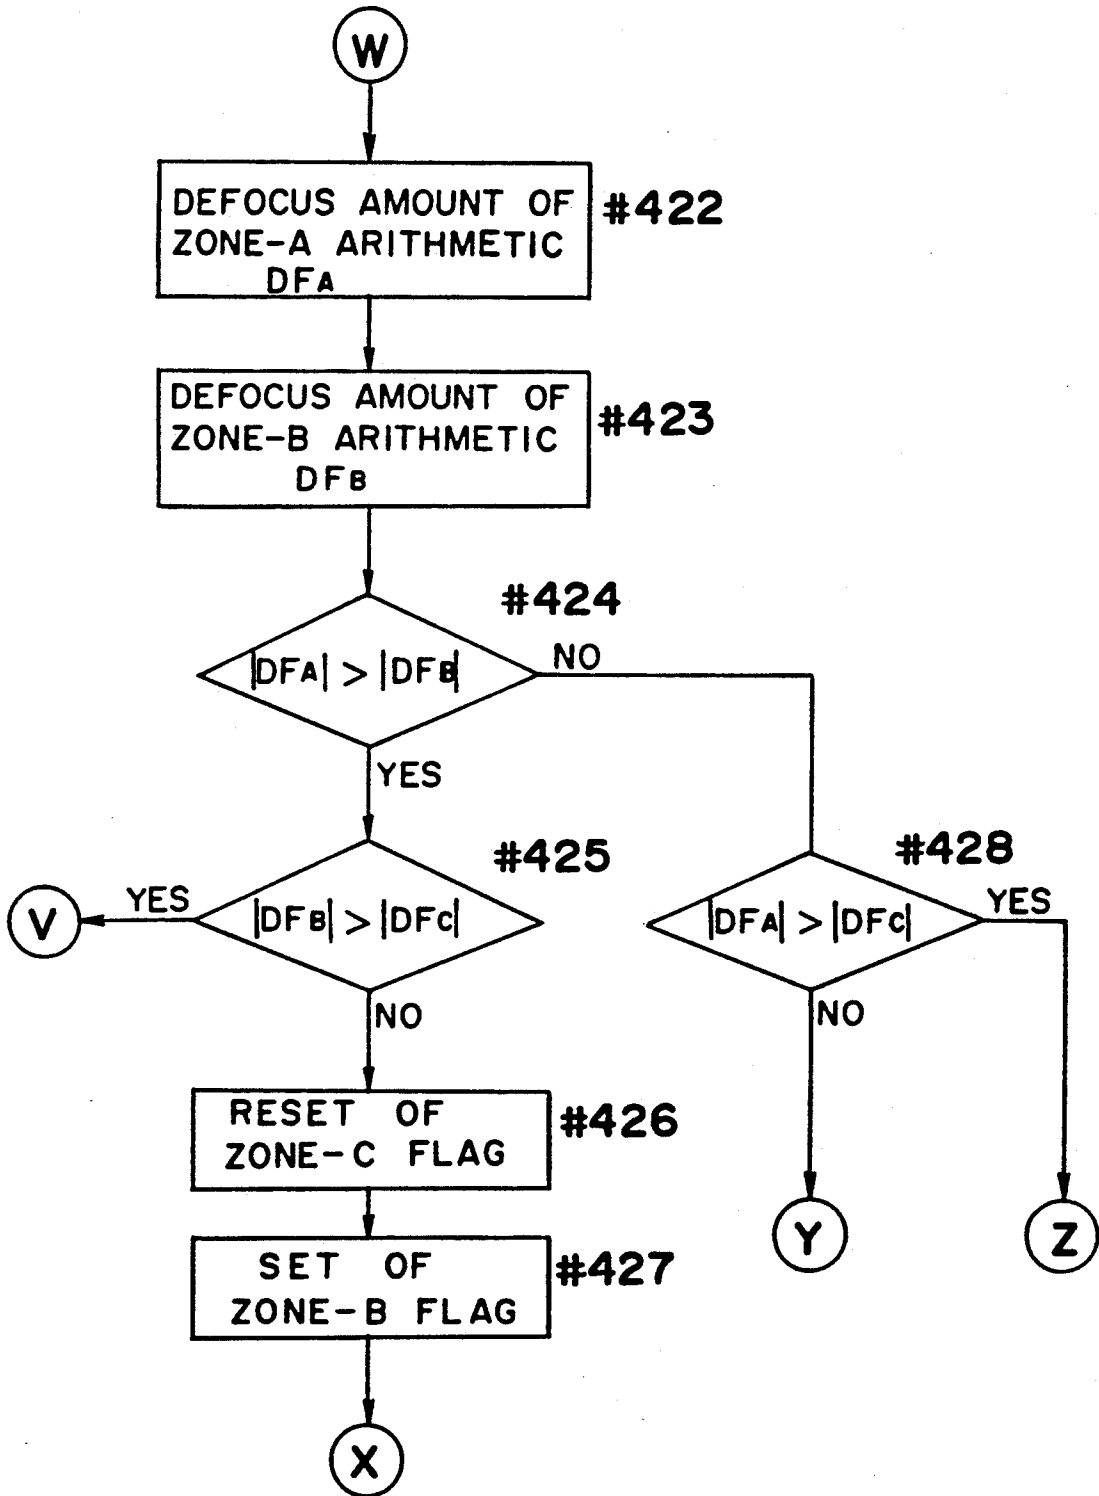 W
DEFOCUS AMOUNT OF
ZONE-A ARITHMETIC
DFA
#422
DEFOCUS AMOUNT OF
ZONE-B ARITHMETIC
DFB
#423
#424
|DFA| > |DFB|
NO
YES
#425
|DFB| > |DFC|
YES
V
NO
#428
|DFA| > |DFC|
YES
NO
RESET OF
ZONE-C FLAG
#426
SET OF
ZONE-B FLAG
#427
Y
Z
X